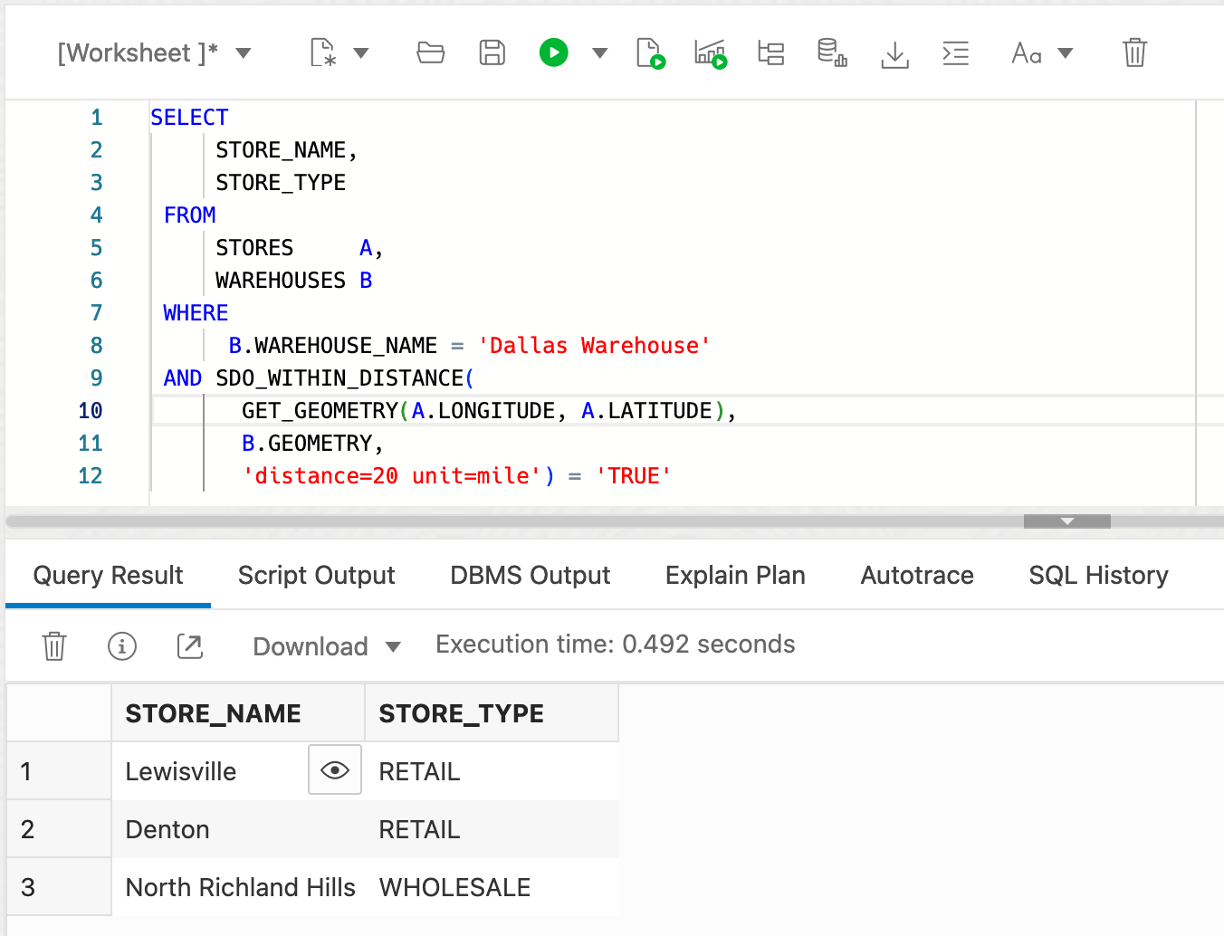 [Worksheet ]*
Aa
1 SELECT
2 STORE_NAME,
3 STORE_TYPE
4 FROM
5 STORES A,
6 WAREHOUSES B
7 WHERE
8 B.WAREHOUSE_NAME = 'Dallas Warehouse'
9 AND SDO_WITHIN_DISTANCE(
10 GET_GEOMETRY(A.LONGITUDE, A.LATITUDE),
11 B.GEOMETRY,
12 'distance=20 unit=mile') = 'TRUE'
Query Result Script Output DBMS Output Explain Plan Autotrace SQL History
Download Execution time: 0.492 seconds
STORE_NAME STORE_TYPE
1 Lewisville RETAIL
2 Denton RETAIL
3 North Richland Hills WHOLESALE